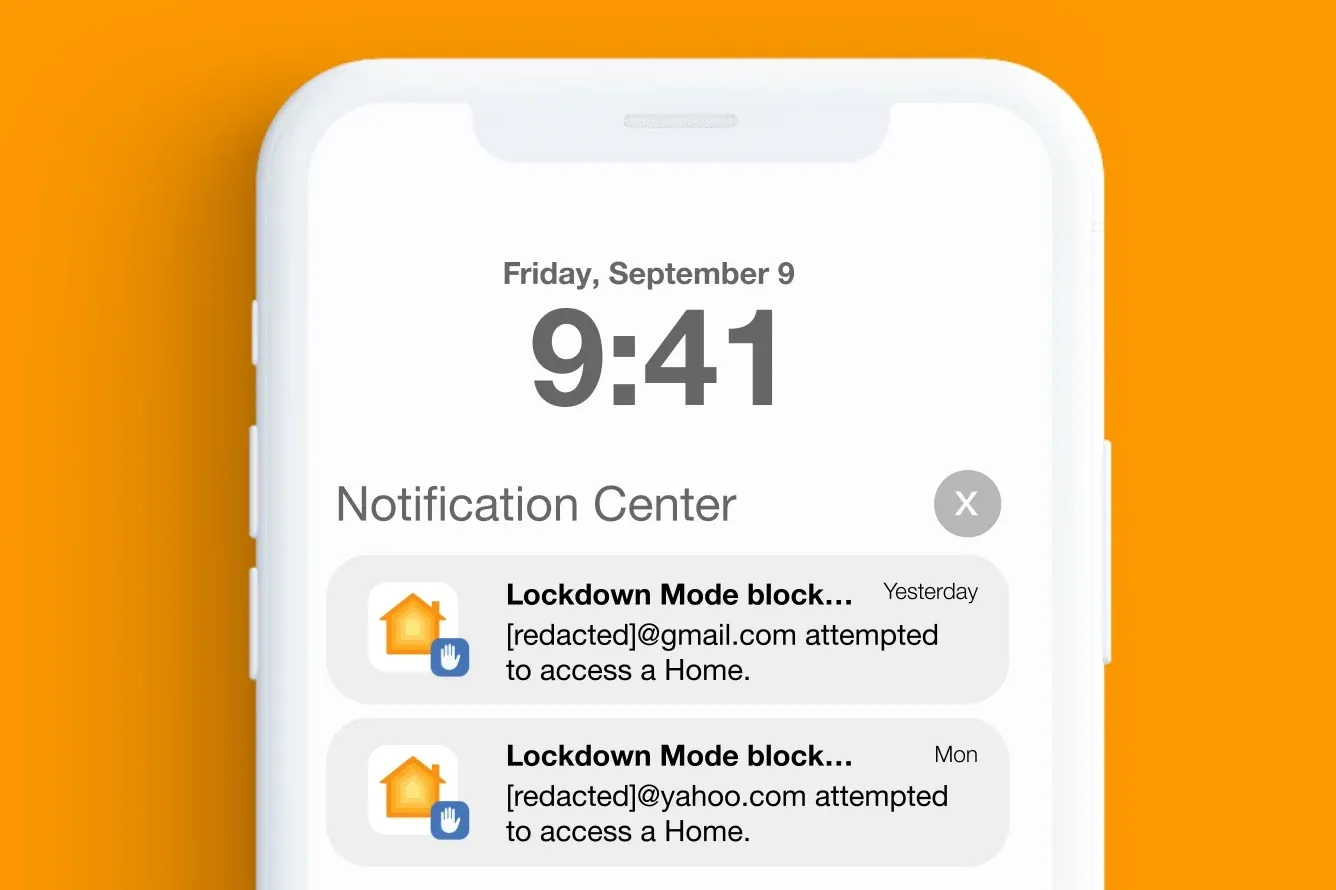 Friday, September 9
9:41
Notification Center
X
Lockdown Mode block...
Yesterday
[redacted]@gmail.com attempted
to access a Home.
Lockdown Mode block...
Mon
[redacted]@yahoo.com attempted
to access a Home.